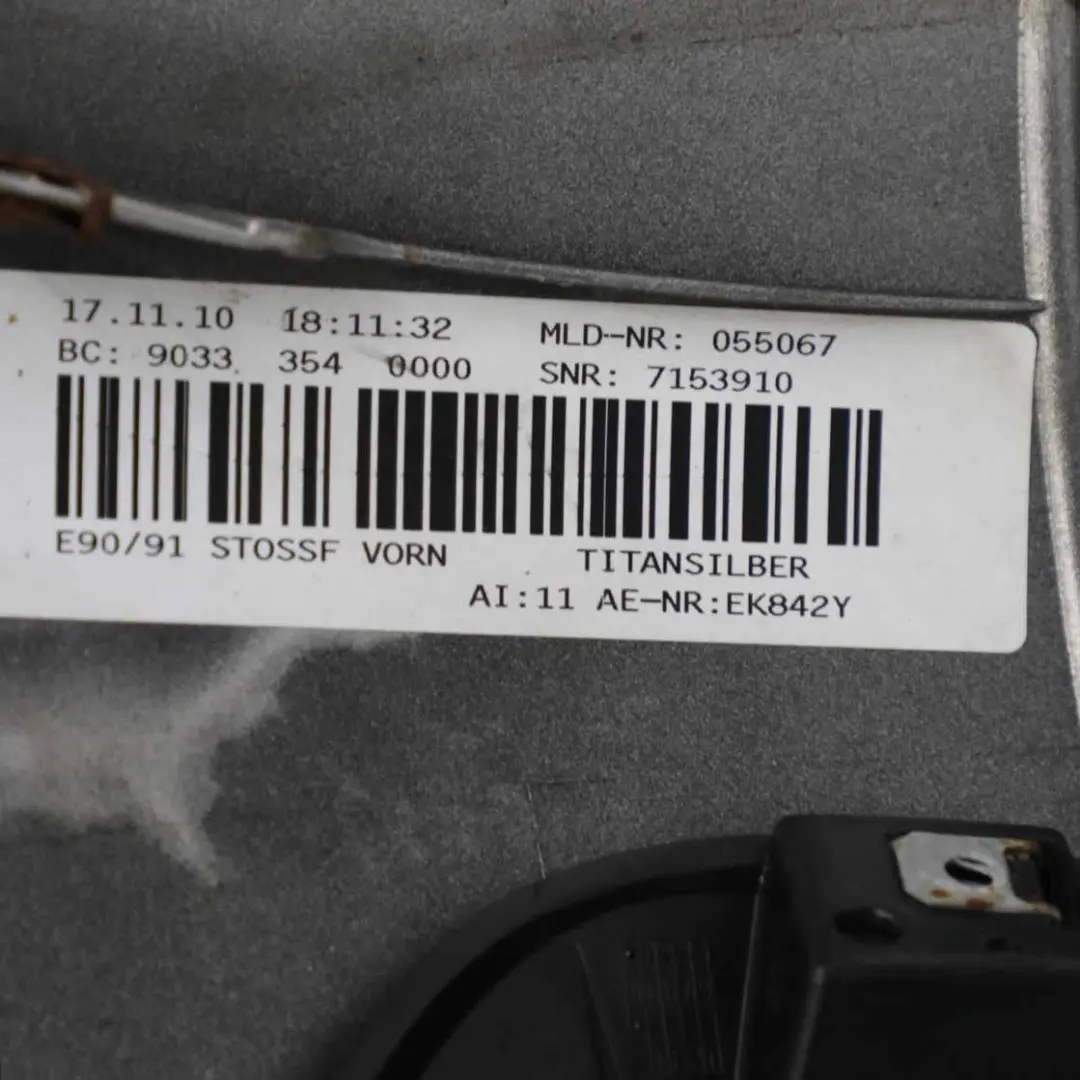 17.11.10 18:11:32 MLD-NR: 055067
BC: 9033 354 0000 SNR: 7153910
E90/91 STOSSF VORN TITANSILBER
AI:11 AE-NR:EK842Y